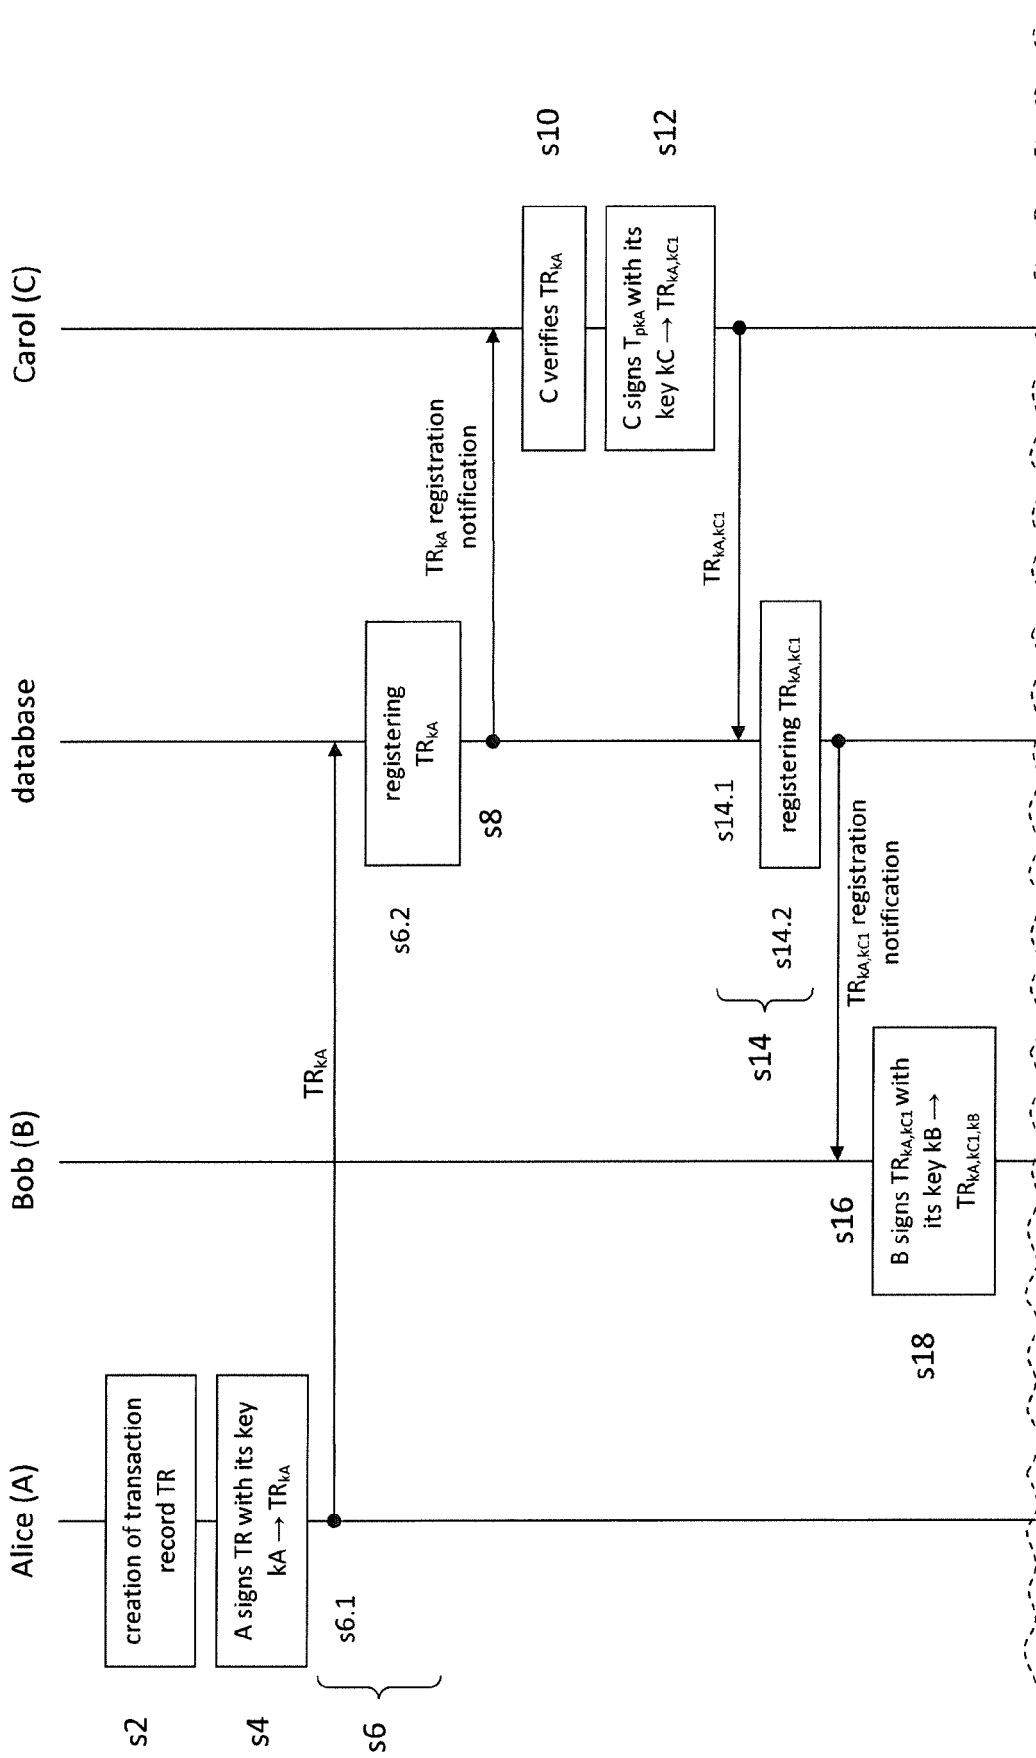 Alice (A)
Bob (B)
database
Carol (C)
s2
creation of transaction
record TR
s4
A signs TR with its key
kA → TRkA
s6
s6.1
TRkA
s6.2
registering
TRkA
s8
TRkA registration
notification
C verifies TRkA
s10
C signs TpkA with its
key kC → TRkA,kC1
s12
TRkA,kC1
s14
s14.1
s14.2
registering TRkA,kC1
TRkA,kC1 registration
notification
s16
B signs TRkA,kC1 with
its key kB →
TRkA,kC1,kB
s18